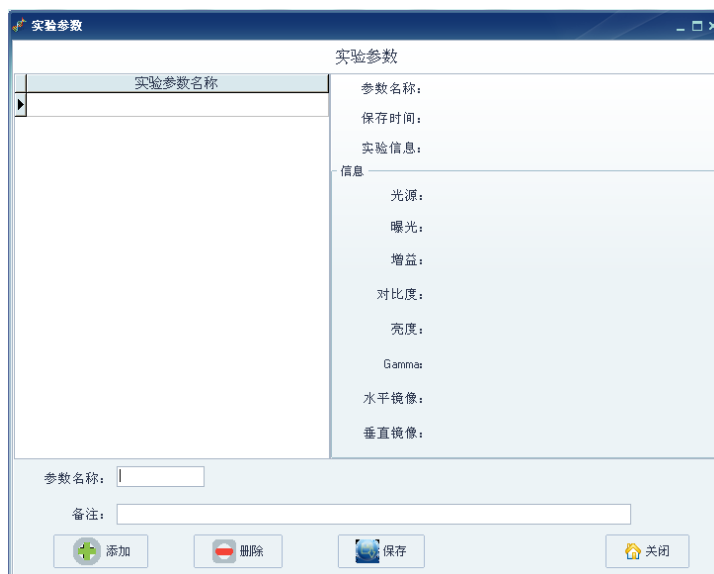 实验参数
实验参数
实验参数名称
参数名称：
保存时间：
实验信息：
信息
光源：
曝光：
增益：
对比度：
亮度：
Gamma:
水平镜像：
垂直镜像：
参数名称：
备注：
添加 删除 保存 关闭